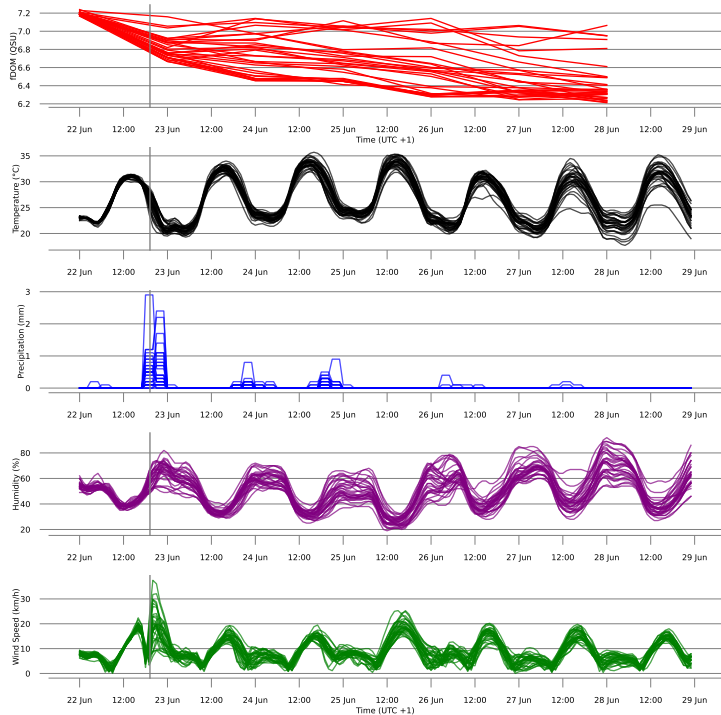 fDOM (QSU)
7.2
7.0
6.8
6.6
6.4
6.2
22 Jun 12:00 23 Jun 12:00 24 Jun 12:00 25 Jun 12:00 26 Jun 12:00 27 Jun 12:00 28 Jun 12:00 29 Jun
Time (UTC +1)
Temperature (°C)
35
30
25
20
22 Jun 12:00 23 Jun 12:00 24 Jun 12:00 25 Jun 12:00 26 Jun 12:00 27 Jun 12:00 28 Jun 12:00 29 Jun
Precipitation (mm)
3
2
1
0
22 Jun 12:00 23 Jun 12:00 24 Jun 12:00 25 Jun 12:00 26 Jun 12:00 27 Jun 12:00 28 Jun 12:00 29 Jun
Humidity (%)
80
60
40
20
22 Jun 12:00 23 Jun 12:00 24 Jun 12:00 25 Jun 12:00 26 Jun 12:00 27 Jun 12:00 28 Jun 12:00 29 Jun
Wind Speed (km/h)
30
20
10
0
22 Jun 12:00 23 Jun 12:00 24 Jun 12:00 25 Jun 12:00 26 Jun 12:00 27 Jun 12:00 28 Jun 12:00 29 Jun
Time (UTC +1)